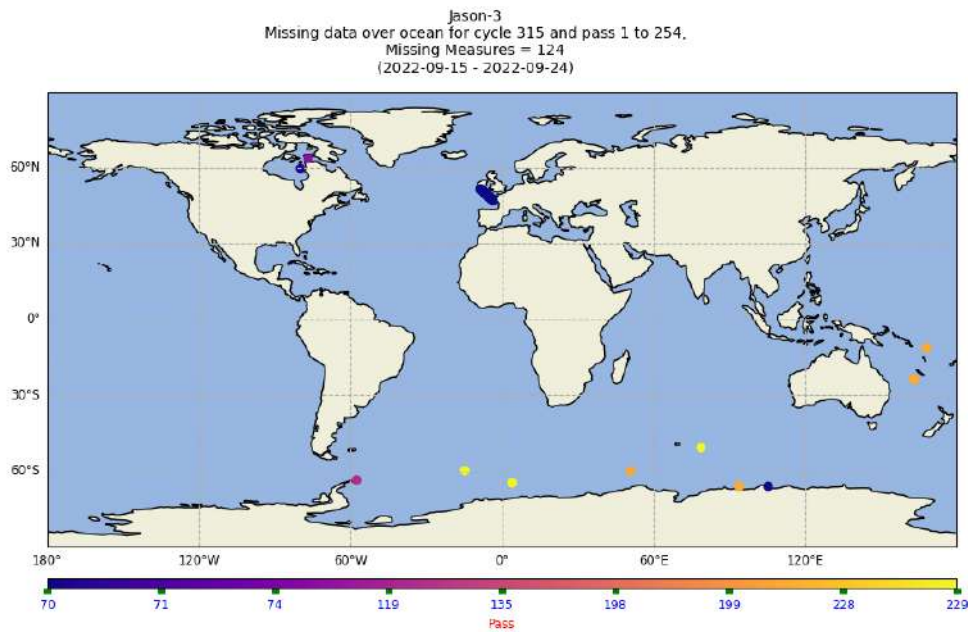 Jason-3
Missing data over ocean for cycle 315 and pass 1 to 254,
Missing Measures = 124
(2022-09-15 - 2022-09-24)
60°N
30°N
0°
30°S
60°S
180° 120°W 60°W 0° 60°E 120°E
70 71 74 119 135 198 199 228 229
Pass